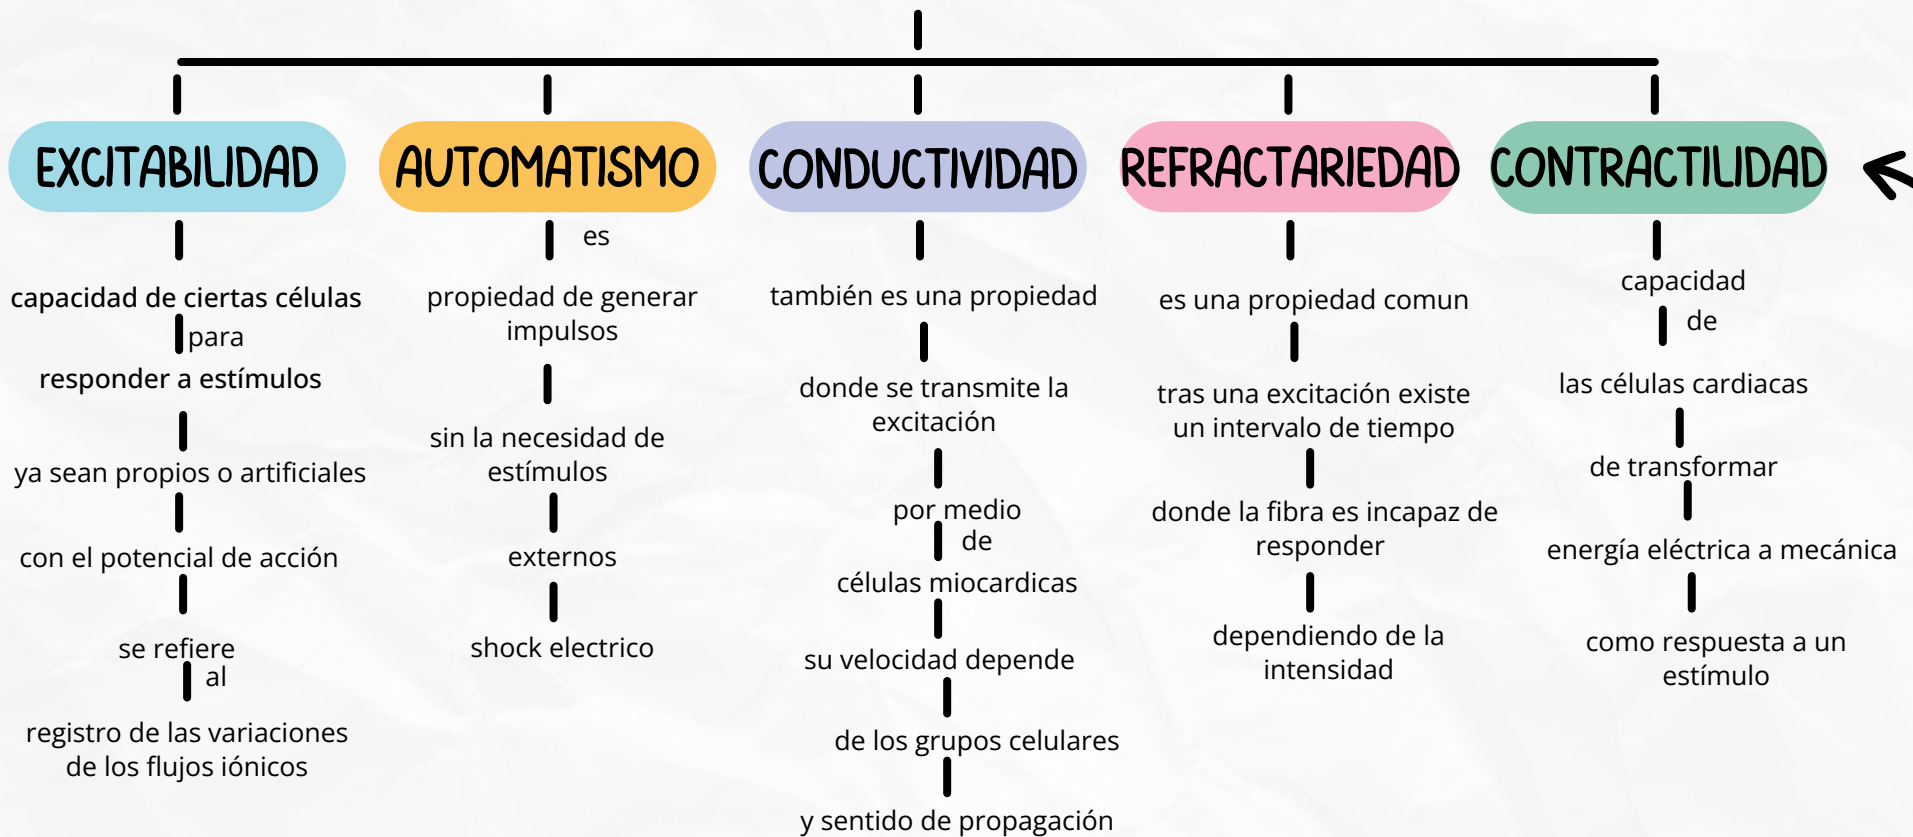 EXCITABILIDAD
capacidad de ciertas células
para
responder a estímulos
ya sean propios o artificiales
con el potencial de acción
se refiere
al
registro de las variaciones
de los flujos iónicos
AUTOMATISMO
es
propiedad de generar
impulsos
sin la necesidad de
estímulos
externos
shock electrico
CONDUCTIVIDAD
también es una propiedad
donde se transmite la
excitación
por medio
de
células miocardicas
su velocidad depende
de los grupos celulares
y sentido de propagación
REFRACTARIEDAD
es una propiedad comun
tras una excitación existe
un intervalo de tiempo
donde la fibra es incapaz de
responder
dependiendo de la
intensidad
CONTRACTILIDAD
capacidad
de
las células cardiacas
de transformar
energía eléctrica a mecánica
como respuesta a un
estímulo